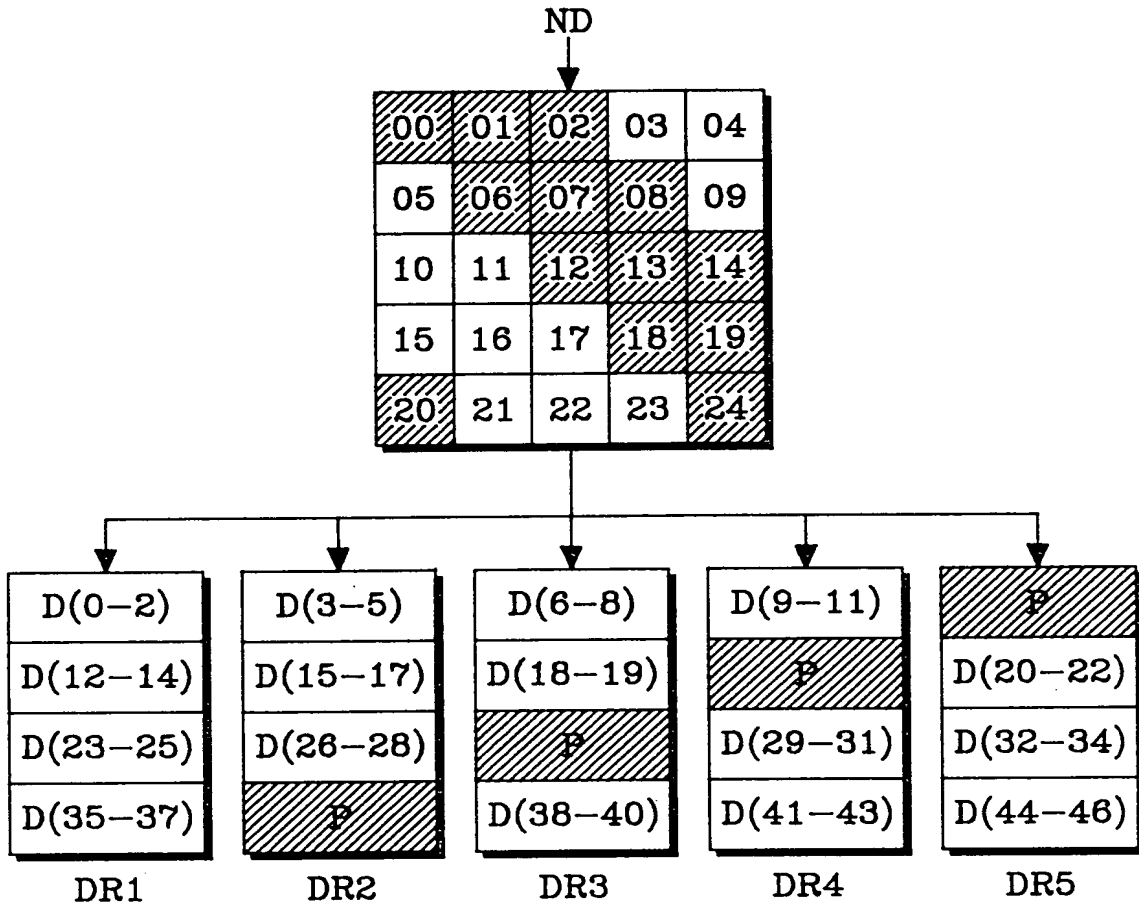 ND
00 01 02 03 04
05 06 07 08 09
10 11 12 13 14
15 16 17 18 19
20 21 22 23 24
D(0-2) D(3-5) D(6-8) D(9-11) P
D(12-14) D(15-17) D(18-19) P D(20-22)
D(23-25) D(26-28) P D(29-31) D(32-34)
D(35-37) P D(38-40) D(41-43) D(44-46)
DR1 DR2 DR3 DR4 DR5